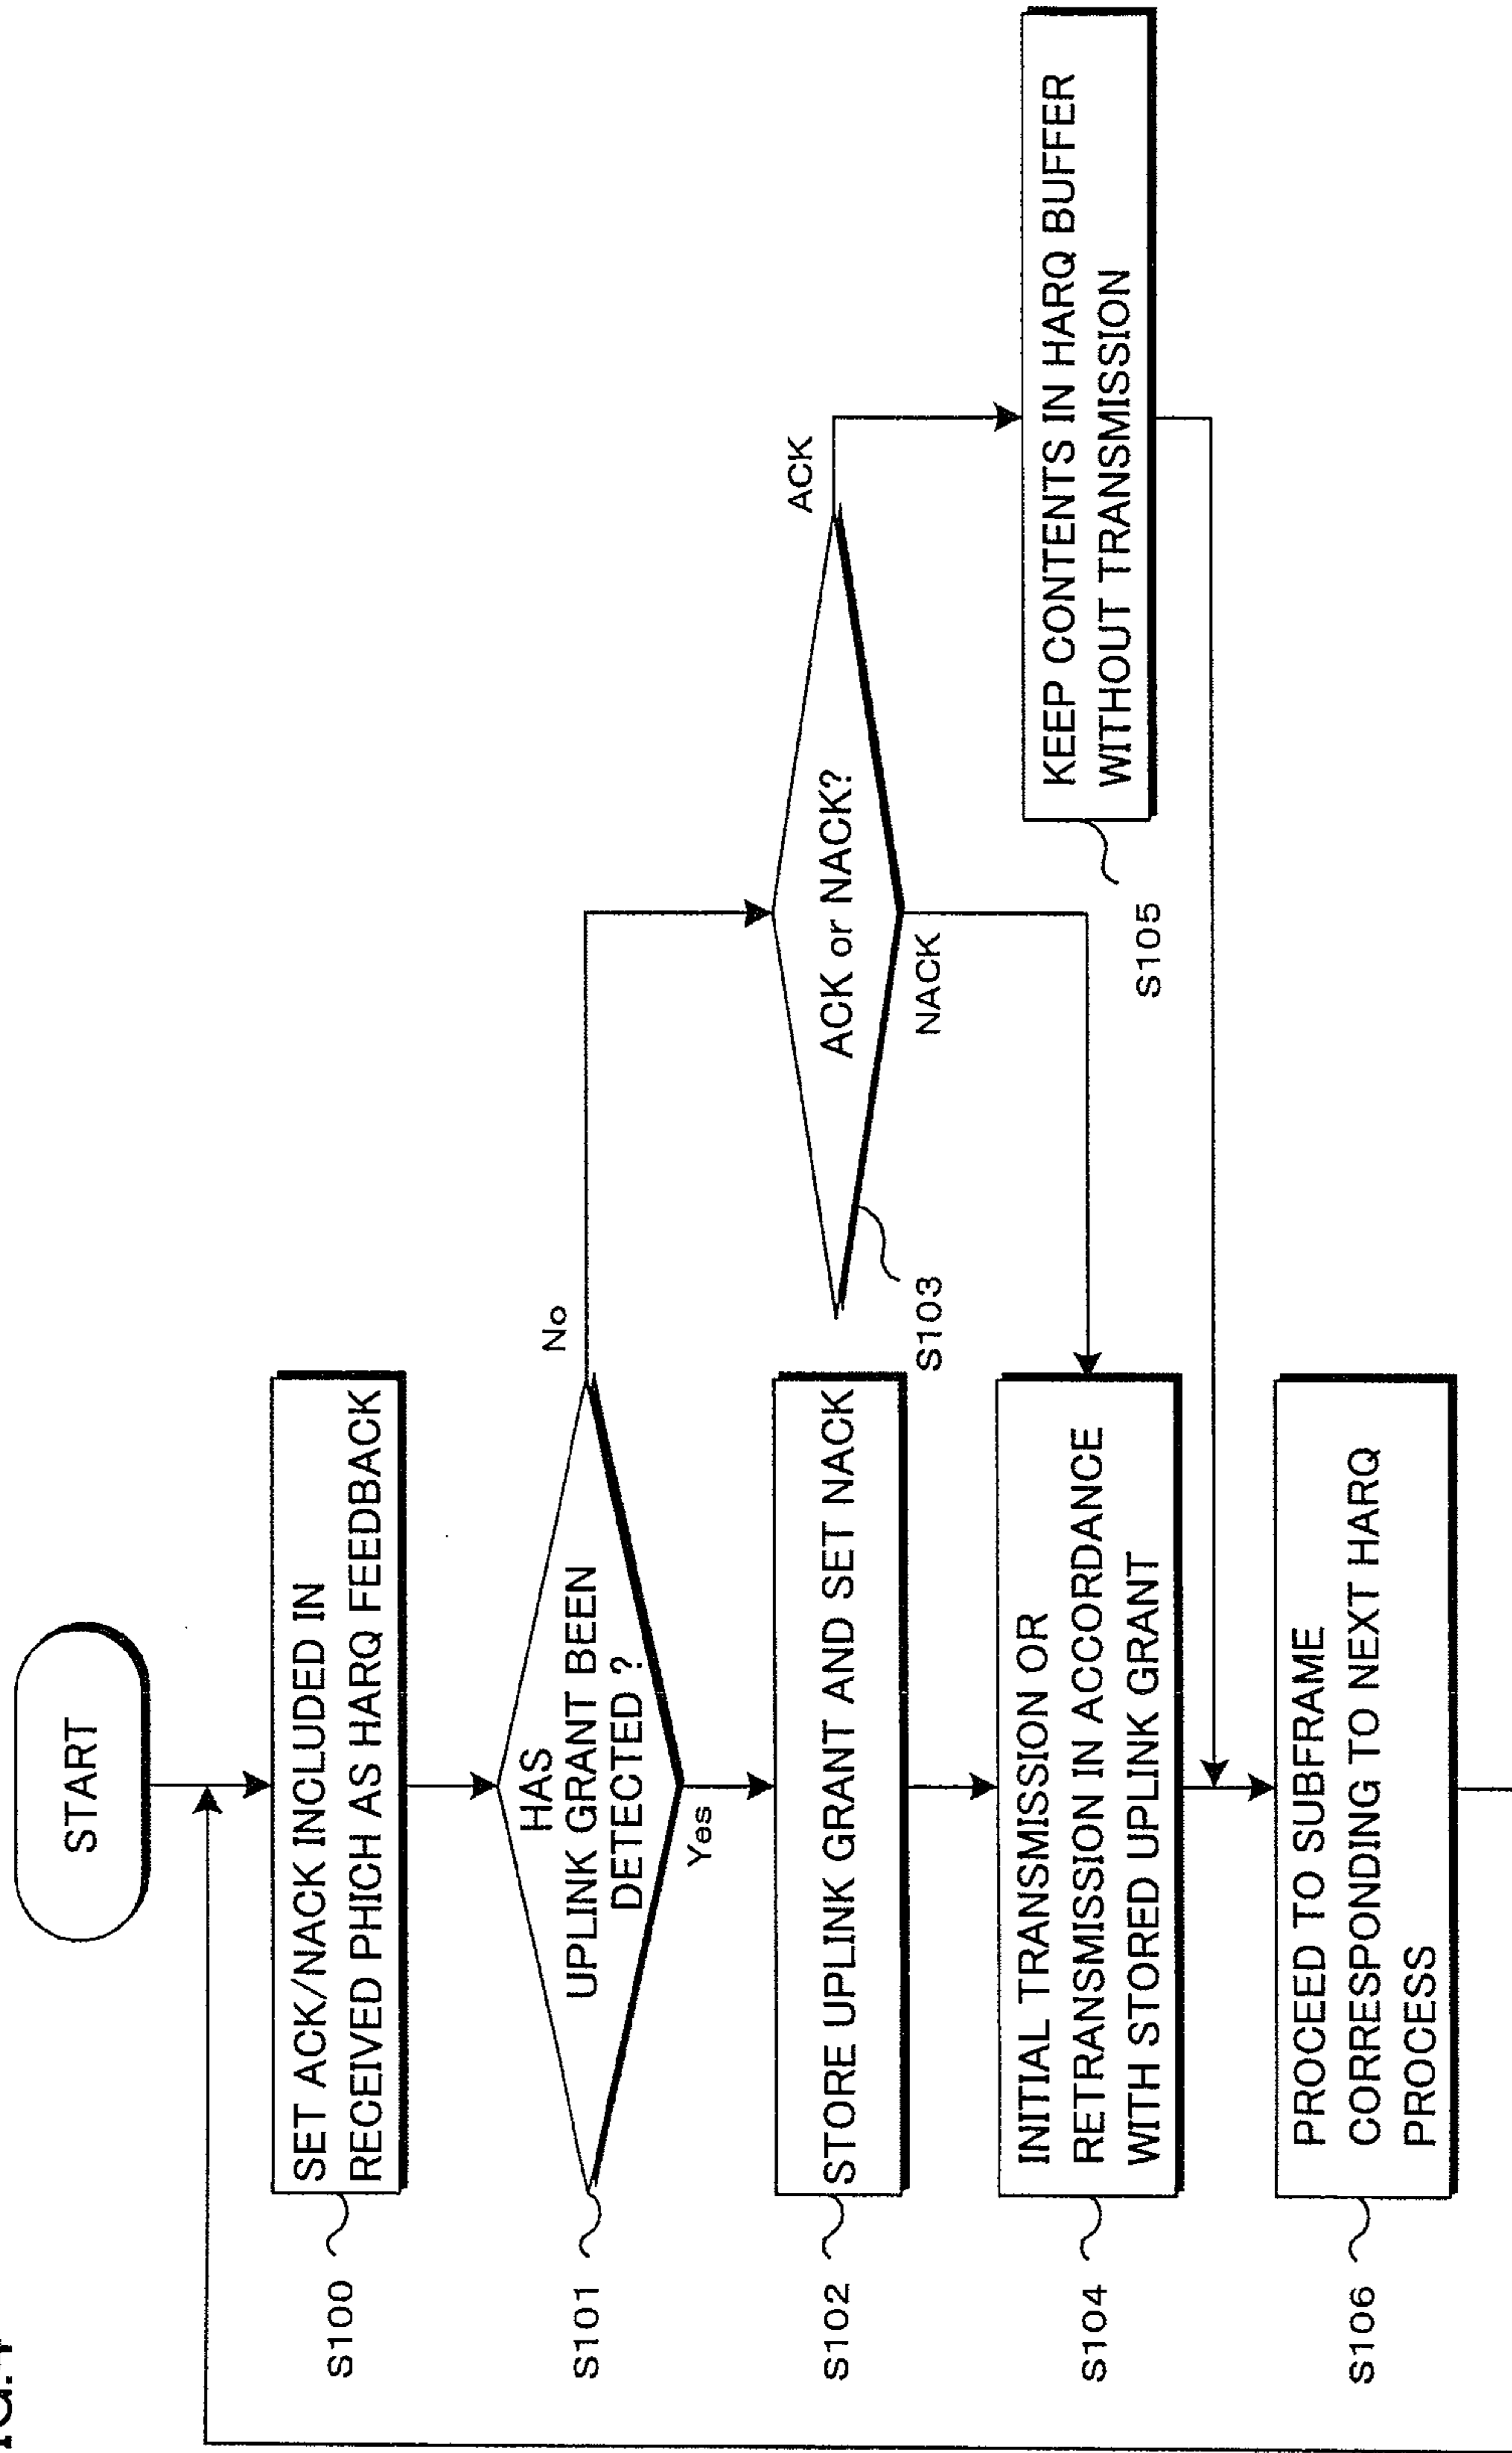 START
S100
SET ACK/NACK INCLUDED IN
RECEIVED PHICH AS HARQ FEEDBACK
S101
HAS
UPLINK GRANT BEEN
DETECTED ?
No
Yes
S102
STORE UPLINK GRANT AND SET NACK
ACK or NACK?
ACK
NACK
S103
S104
INITIAL TRANSMISSION OR
RETRANSMISSION IN ACCORDANCE
WITH STORED UPLINK GRANT
KEEP CONTENTS IN HARQ BUFFER
WITHOUT TRANSMISSION
S105
S106
PROCEED TO SUBFRAME
CORRESPONDING TO NEXT HARQ
PROCESS